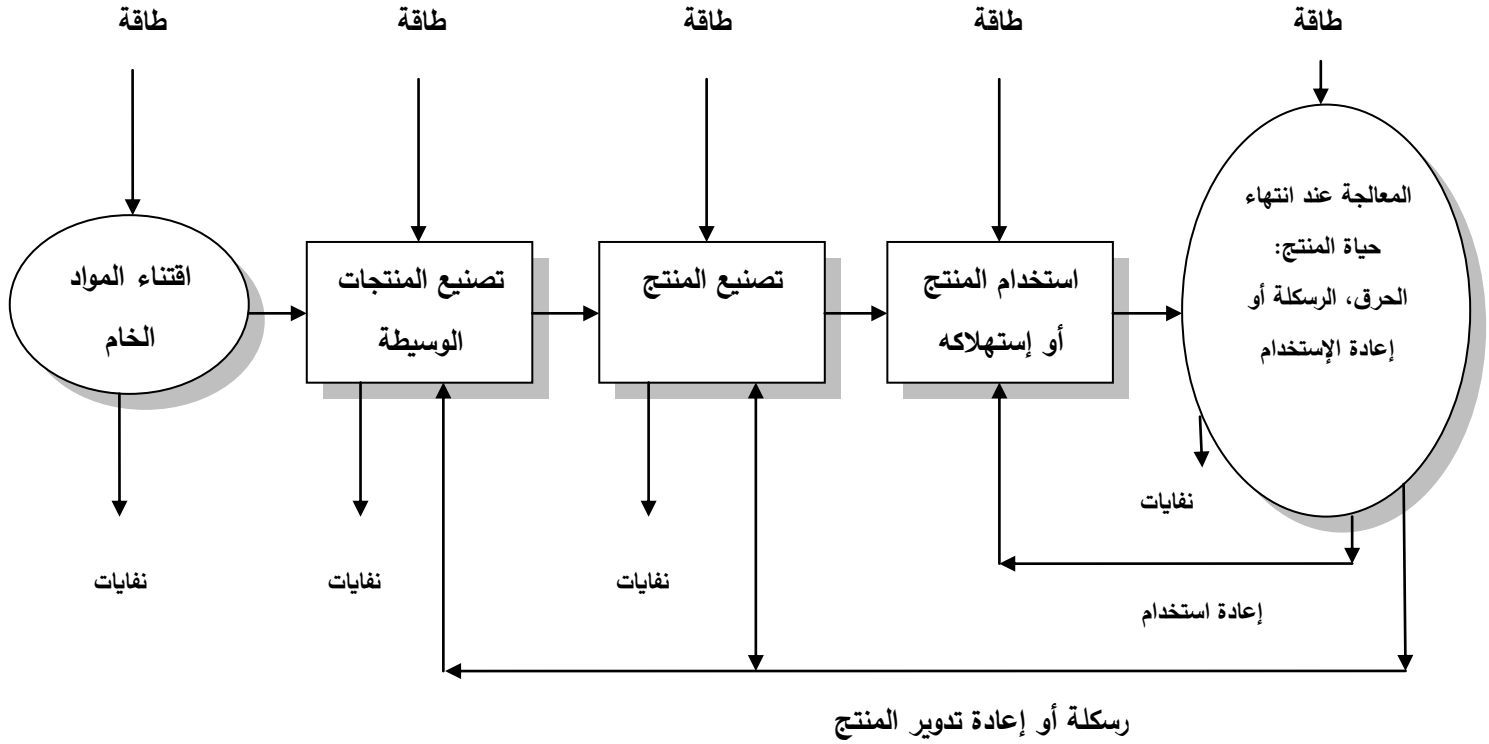 طاقة
طاقة
طاقة
طاقة
طاقة
اقتناء المواد
الخام
تصنيع المنتجات
الوسيطة
تصنيع المنتج
استخدام المنتج
أو إستهلاكه
المعالجة عند انتهاء
حياة المنتج:
الحرق، الرسكلة أو
إعادة الإستخدام
نفايات
نفايات
نفايات
نفايات
إعادة استخدام
رسكلة أو إعادة تدوير المنتج